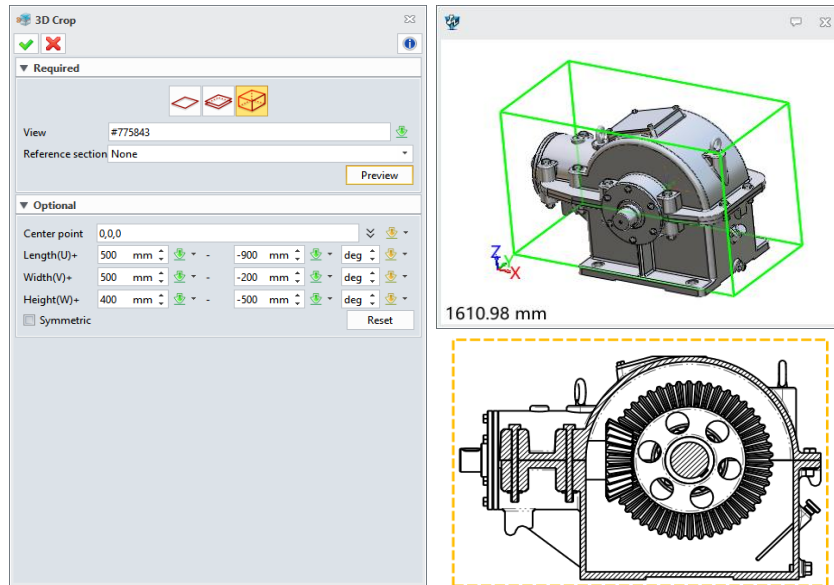 3D Crop
Required
View #775843
Reference section None
Preview
Optional
Center point 0,0,0
Length(U)+ 500 mm - -900 mm deg
Width(V)+ 500 mm - -200 mm deg
Height(W)+ 400 mm - -500 mm deg
Symmetric Reset
Z
Y
X
1610.98 mm